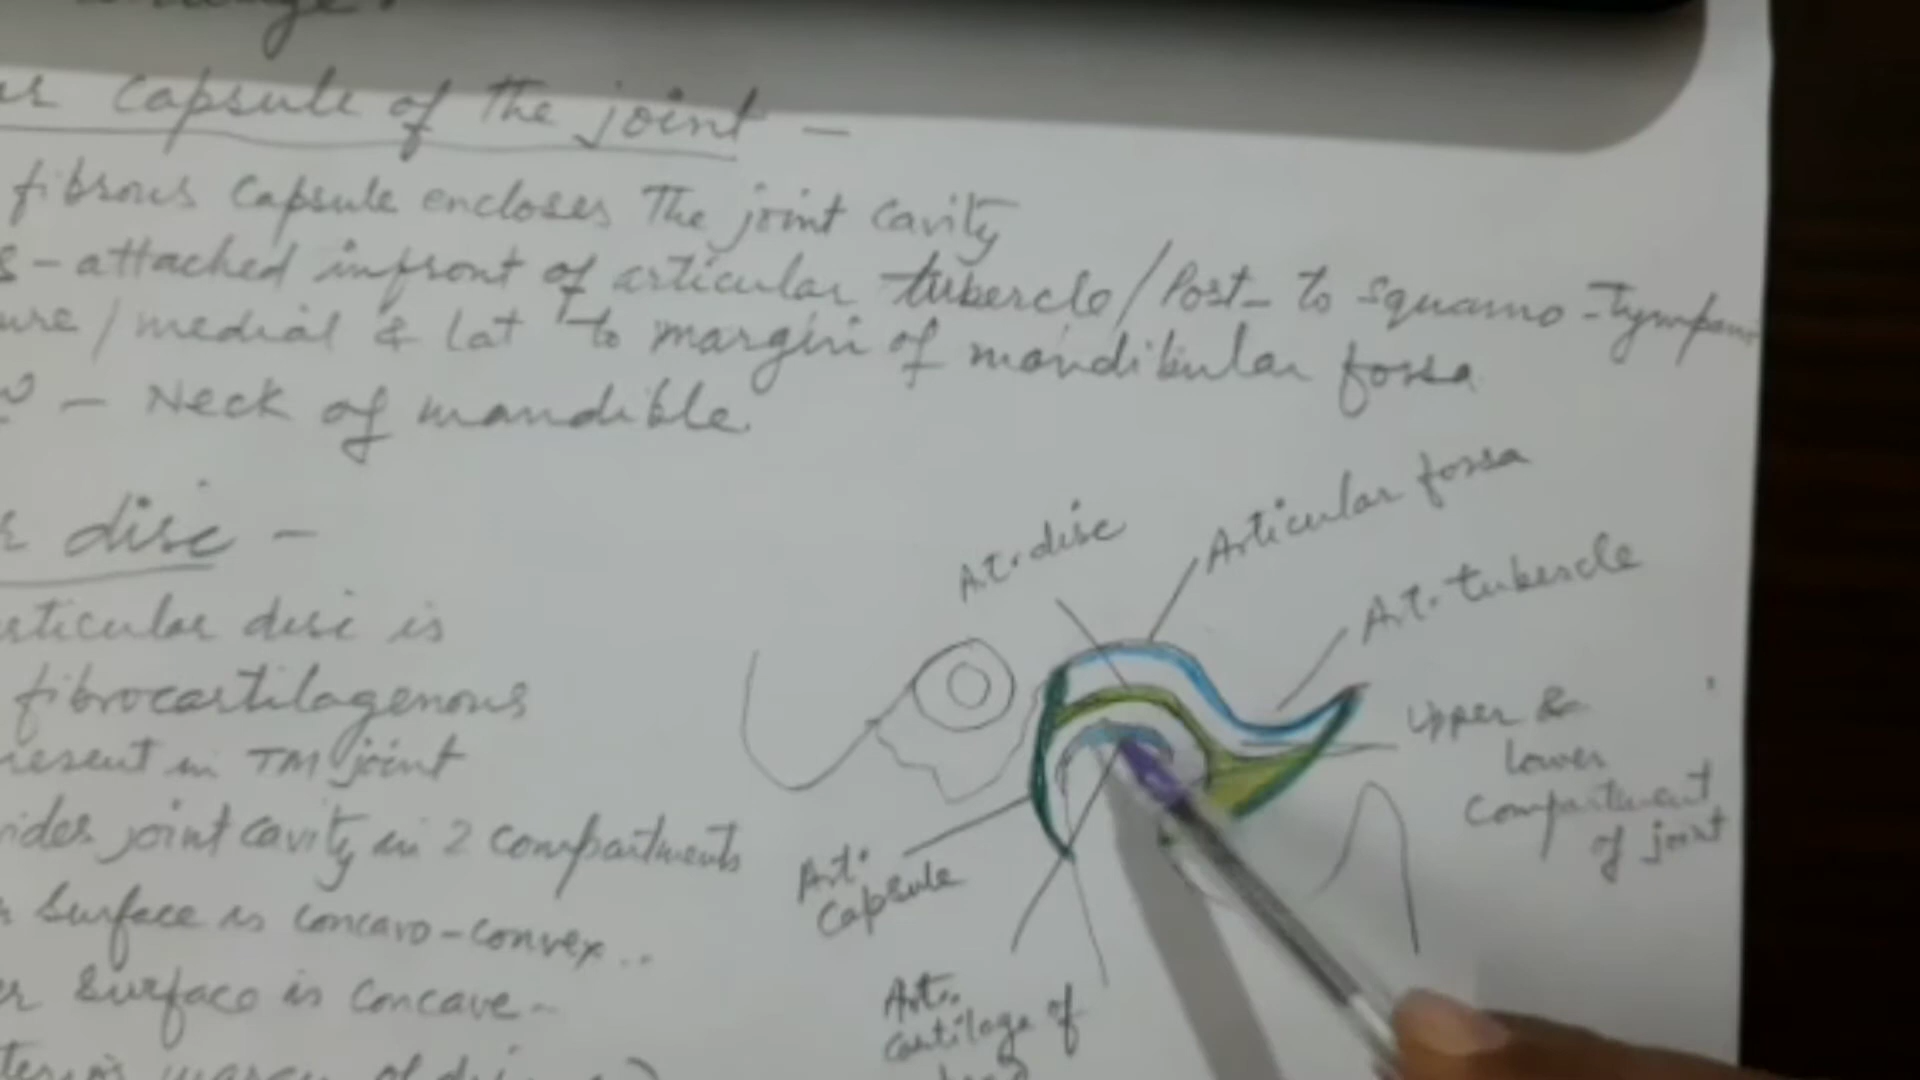 Capsule of the joint -
fibrous Capsule encloses the joint cavity
- attached infront of articular tubercle / Post- to squamo-Tympan
/ medial & lat to margin of mandibular fossa
- Neck of mandible.
disc -
articular disc is
fibrocartilagenous
present in TM joint
joint cavity in 2 compartments
Surface is concavo-convex..
Surface is Concave-
Art. disc
Articular fossa
Art. tubercle
Upper &
lower
Compartment
of joint
Art.
Capsule
Art.
Cartilage of